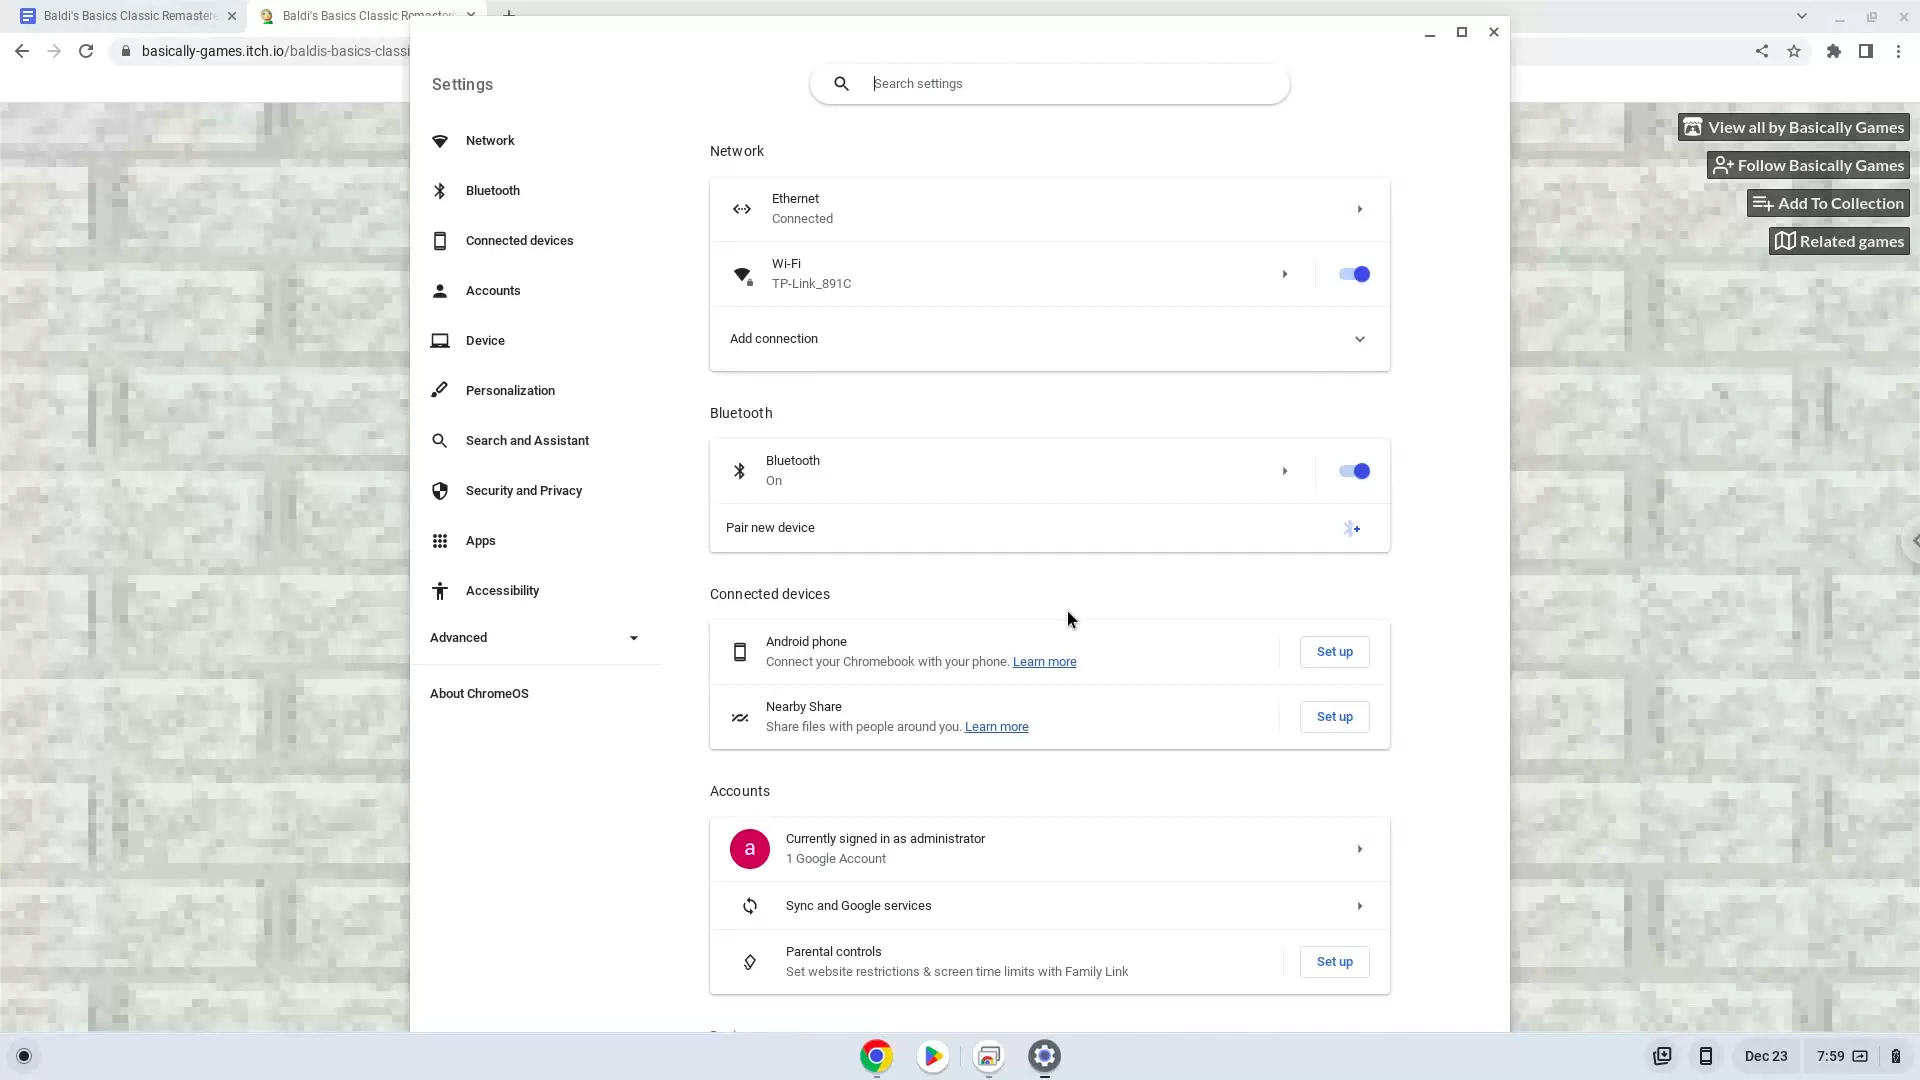 Baldi's Basics Classic Remastere
Baldi's Basics Classic Remastere
basically-games.itch.io/baldis-basics-classi
Settings
Search settings
View all by Basically Games
Follow Basically Games
Add To Collection
Related games
Network
Bluetooth
Connected devices
Accounts
Device
Personalization
Search and Assistant
Security and Privacy
Apps
Accessibility
Advanced
About ChromeOS
Network
Ethernet
Connected
Wi-Fi
TP-Link_891C
Add connection
Bluetooth
Bluetooth
On
Pair new device
Connected devices
Android phone
Connect your Chromebook with your phone. Learn more
Set up
Nearby Share
Share files with people around you. Learn more
Set up
Accounts
a
Currently signed in as administrator
1 Google Account
Sync and Google services
Parental controls
Set website restrictions & screen time limits with Family Link
Set up
Dec 23
7:59